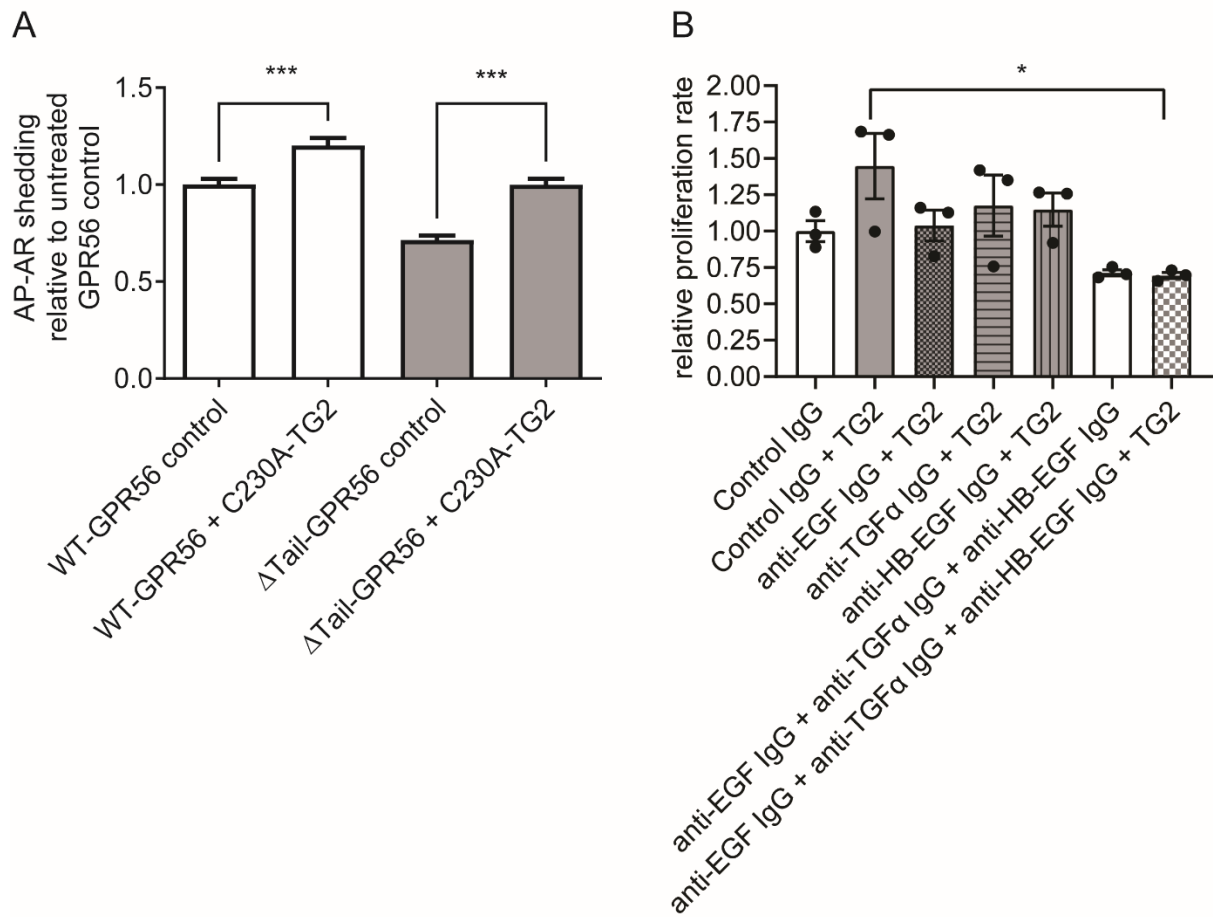 A
AP-AR shedding
relative to untreated
GPR56 control
1.5
1.0
0.5
0.0
***
***
WT-GPR56 control
WT-GPR56 + C230A-TG2
ΔTail-GPR56 control
ΔTail-GPR56 + C230A-TG2
B
relative proliferation rate
2.00
1.75
1.50
1.25
1.00
0.75
0.50
0.25
0.00
*
Control IgG
Control IgG + TG2
anti-EGF IgG + TG2
anti-TGFα IgG + TG2
anti-HB-EGF IgG + TG2
anti-EGF IgG + anti-TGFα IgG + anti-HB-EGF IgG
anti-EGF IgG + anti-TGFα IgG + anti-HB-EGF IgG + TG2